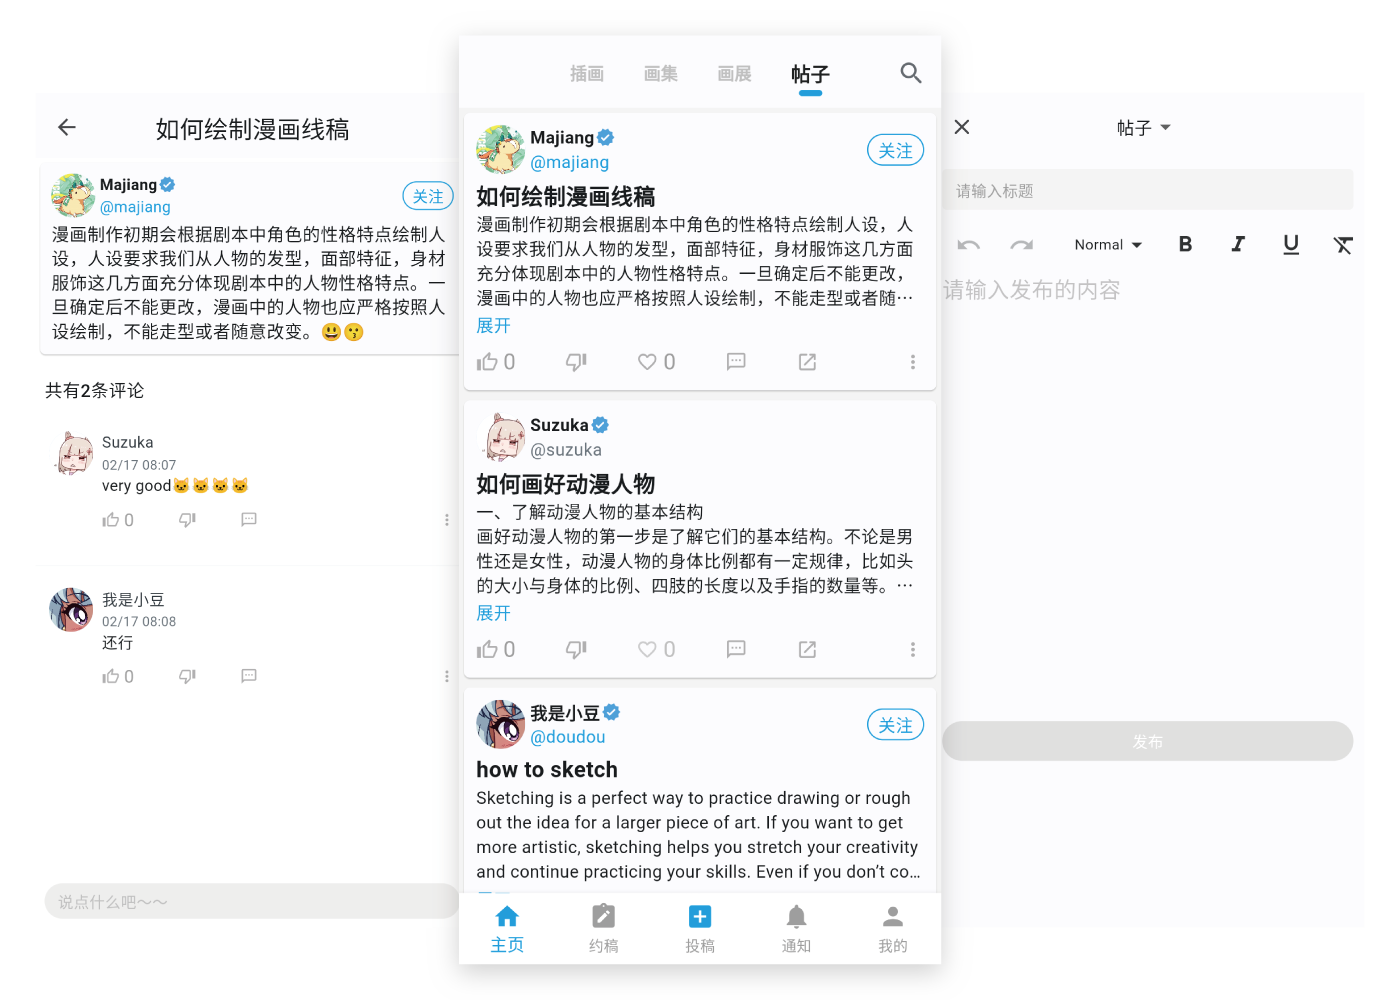 如何绘制漫画线稿
Majiang
@majiang
关注
漫画制作初期会根据剧本中角色的性格特点绘制人
设，人设要求我们从人物的发型，面部特征，身材
服饰这几方面充分体现剧本中的人物性格特点。一
旦确定后不能更改，漫画中的人物也应严格按照人
设绘制，不能走型或者随意改变。😃😗
共有2条评论
Suzuka
02/17 08:07
very good🐱🐱🐱🐱
0
我是小豆
02/17 08:08
还行
0
说点什么吧～～
插画 画集 画展 帖子
Majiang
@majiang
关注
如何绘制漫画线稿
漫画制作初期会根据剧本中角色的性格特点绘制人设，人
设要求我们从人物的发型，面部特征，身材服饰这几方面
充分体现剧本中的人物性格特点。一旦确定后不能更改，
漫画中的人物也应严格按照人设绘制，不能走型或者随…
展开
0 0
Suzuka
@suzuka
如何画好动漫人物
一、了解动漫人物的基本结构
画好动漫人物的第一步是了解它们的基本结构。不论是男
性还是女性，动漫人物的身体比例都有一定规律，比如头
的大小与身体的比例、四肢的长度以及手指的数量等。…
展开
0 0
我是小豆
@doudou
关注
how to sketch
Sketching is a perfect way to practice drawing or rough
out the idea for a larger piece of art. If you want to get
more artistic, sketching helps you stretch your creativity
and continue practicing your skills. Even if you don’t co…
主页 约稿 投稿 通知 我的
帖子
请输入标题
Normal B I U
请输入发布的内容
发布